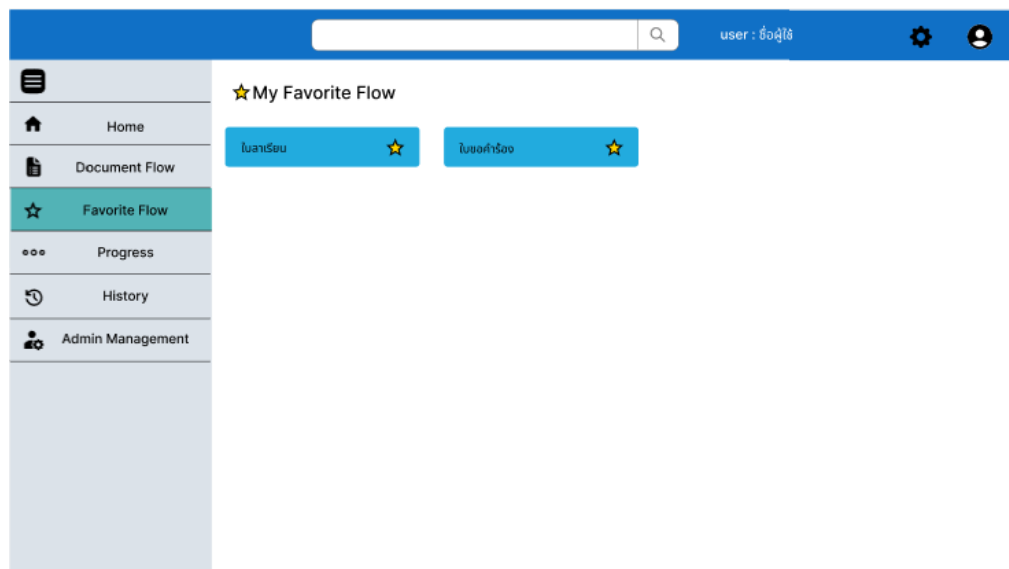 user : ชื่อผู้ใช้
My Favorite Flow
Home
Document Flow
Favorite Flow
Progress
History
Admin Management
ใบลาเรียน
ใบขอคำร้อง